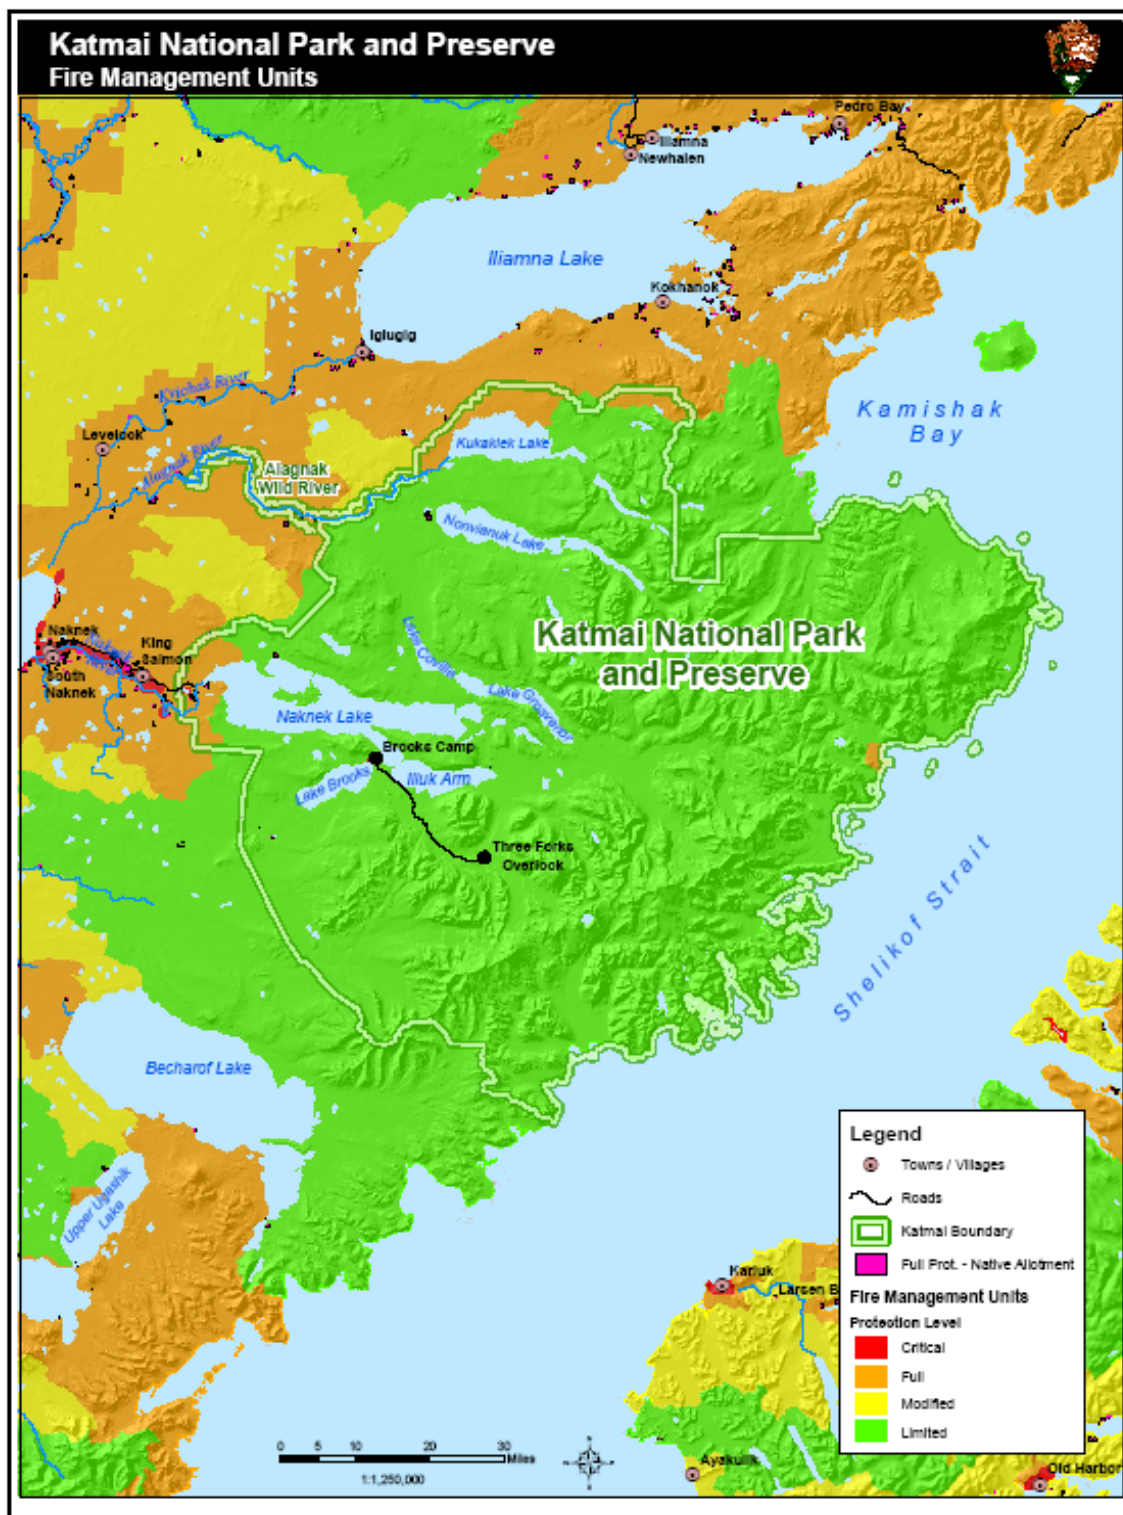 Katmai National Park and Preserve
Fire Management Units
Pedro Bay
Iliamna
Newhalen
Iliamna Lake
Kokhanok
Igiugig
Kvichak River
Kamishak
Bay
Levelock
Alagnak River
Kukaklek Lake
Alagnak
Wild River
Nonvianuk Lake
Katmai National Park
and Preserve
Naknek
Naknek River
King
Salmon
South
Naknek
Lake Coville
Lake Grosvenor
Naknek Lake
Brooks Camp
Lake Brooks
Iliuk Arm
Three Forks
Overlook
Shelikof Strait
Becharof Lake
Upper Ugashik
Lake
Karluk
Larsen B
Ayakulik
Old Harbor
Legend
Towns / Villages
Roads
Katmai Boundary
Full Prot. - Native Allotment
Fire Management Units
Protection Level
Critical
Full
Modified
Limited
0 5 10 20 30
Miles
1:1,250,000